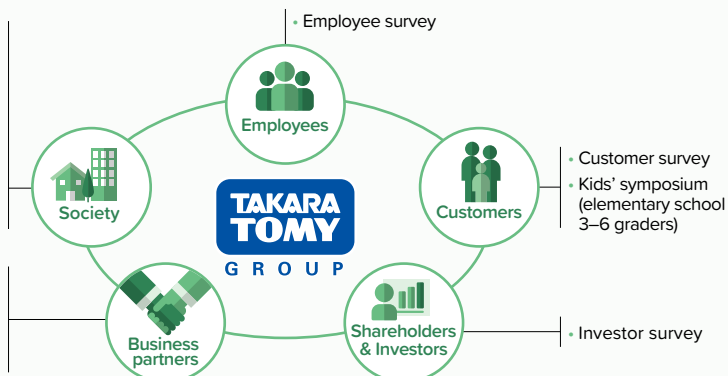 • Employee survey
Employees
Society
TAKARA
TOMY
GROUP
Customers
• Customer survey
• Kids’ symposium
(elementary school
3–6 graders)
Business
partners
Shareholders
& Investors
• Investor survey